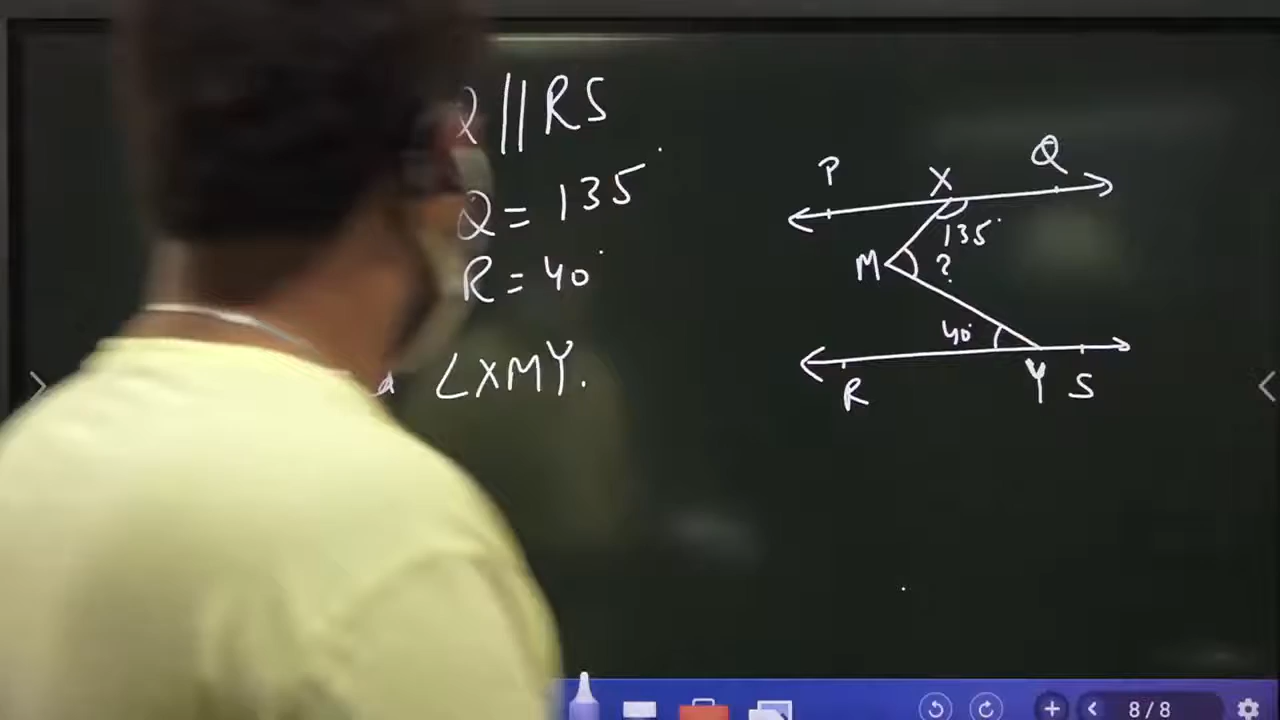 Q || RS
Q = 135°
R = 40°
∠XMY.
P
X
Q
135°
M
?
40°
R
Y
S
8/8